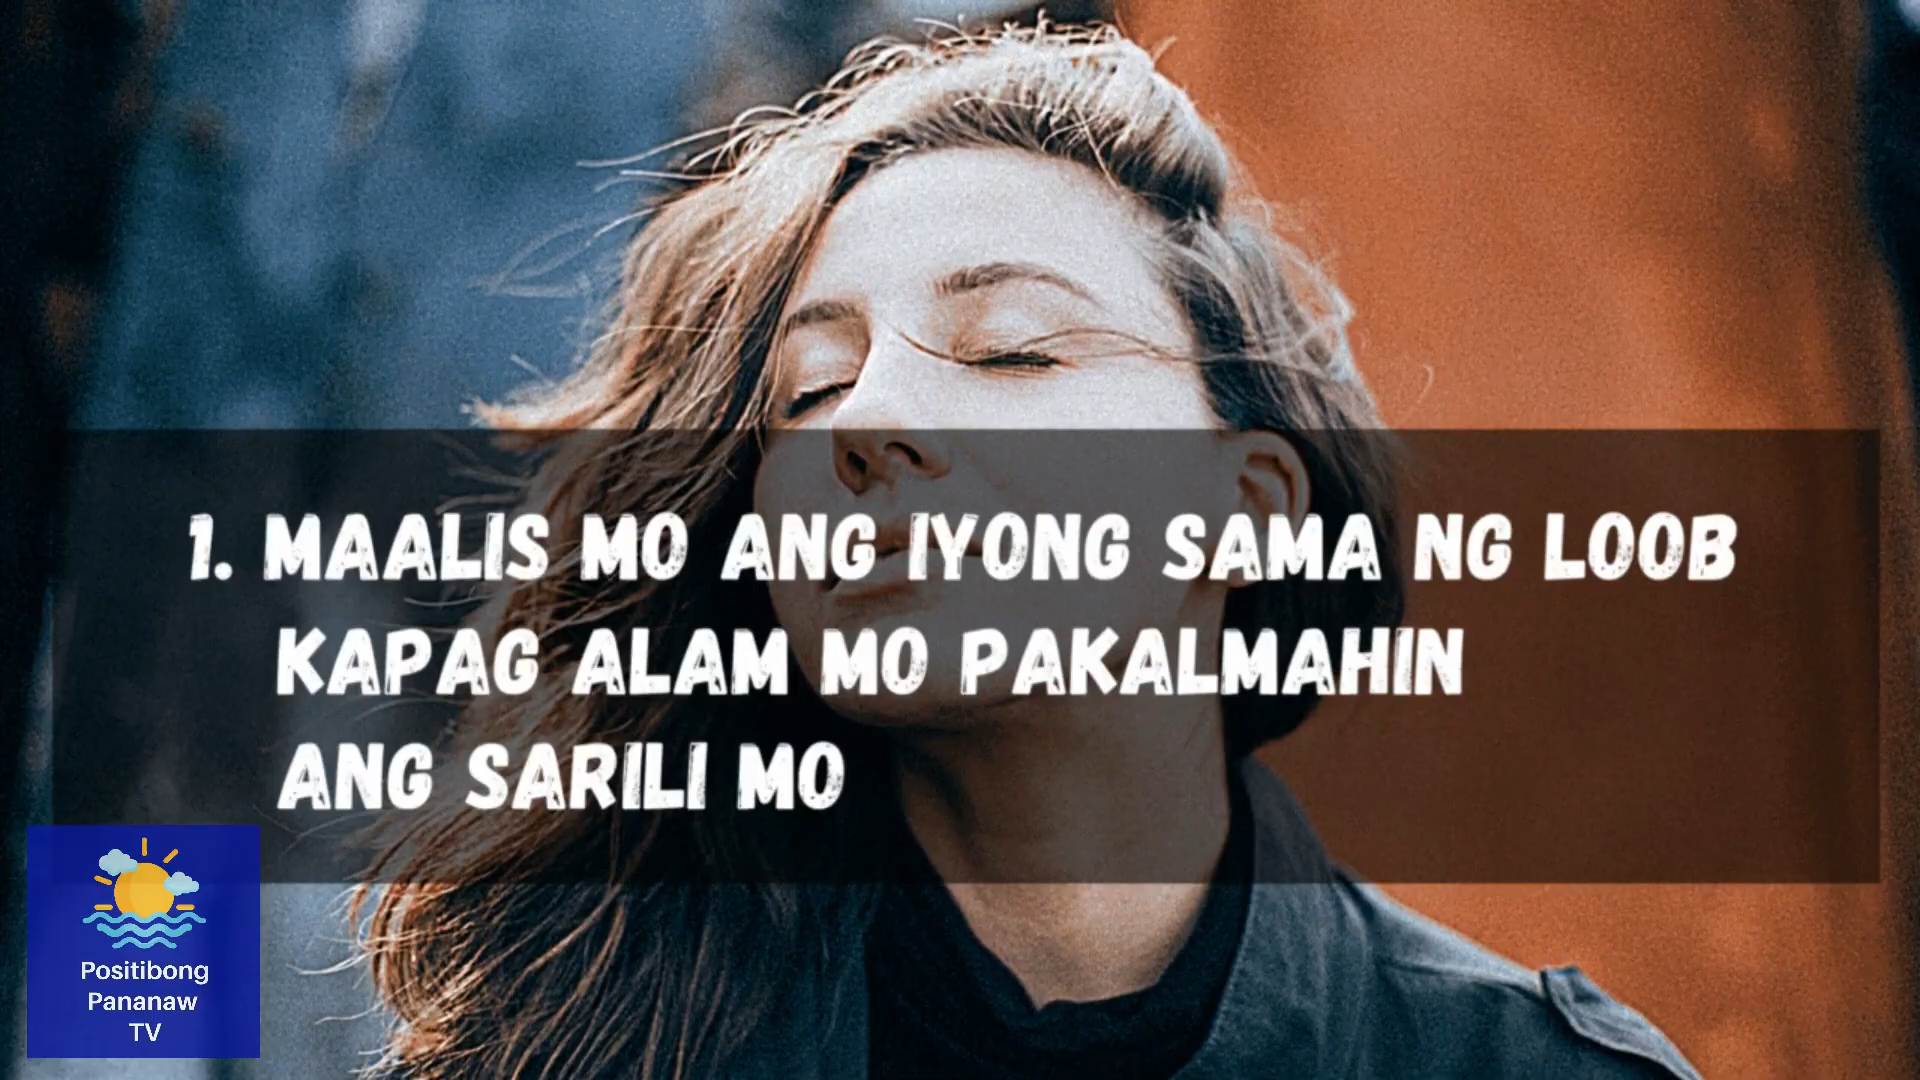 1. MAALIS MO ANG IYONG SAMA NG LOOB
KAPAG ALAM MO PAKALMAHIN
ANG SARILI MO
Positibong
Pananaw
TV